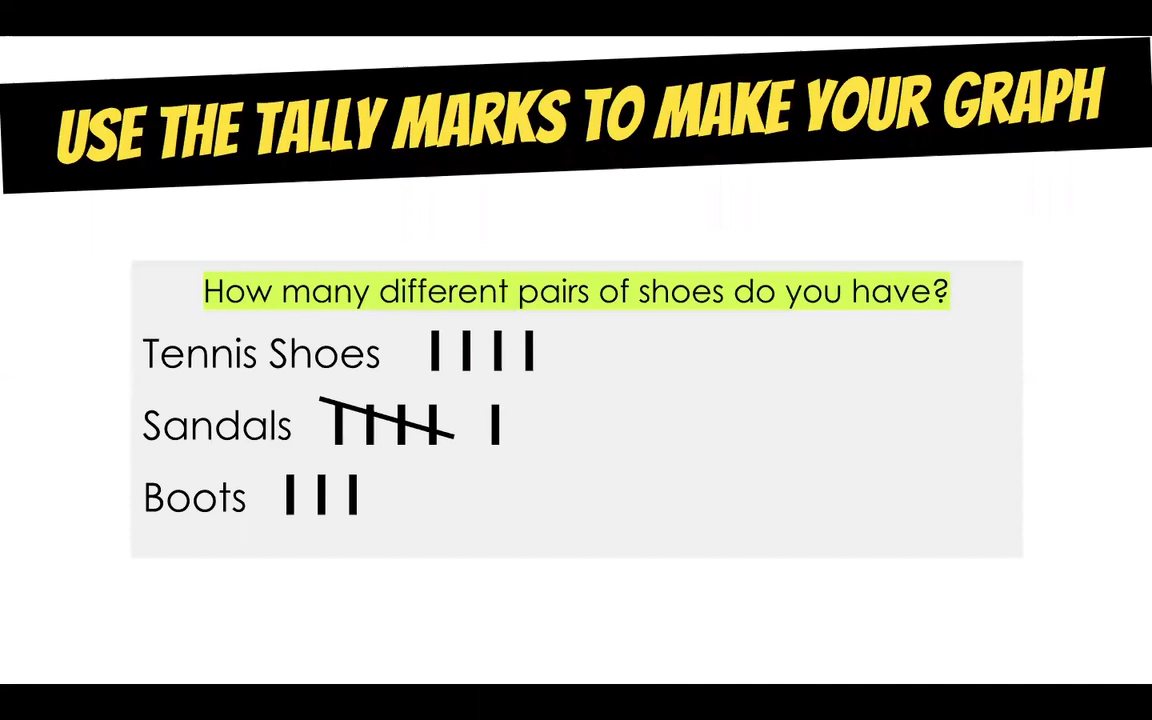 USE THE TALLY MARKS TO MAKE YOUR GRAPH
How many different pairs of shoes do you have?
Tennis Shoes
Sandals
Boots